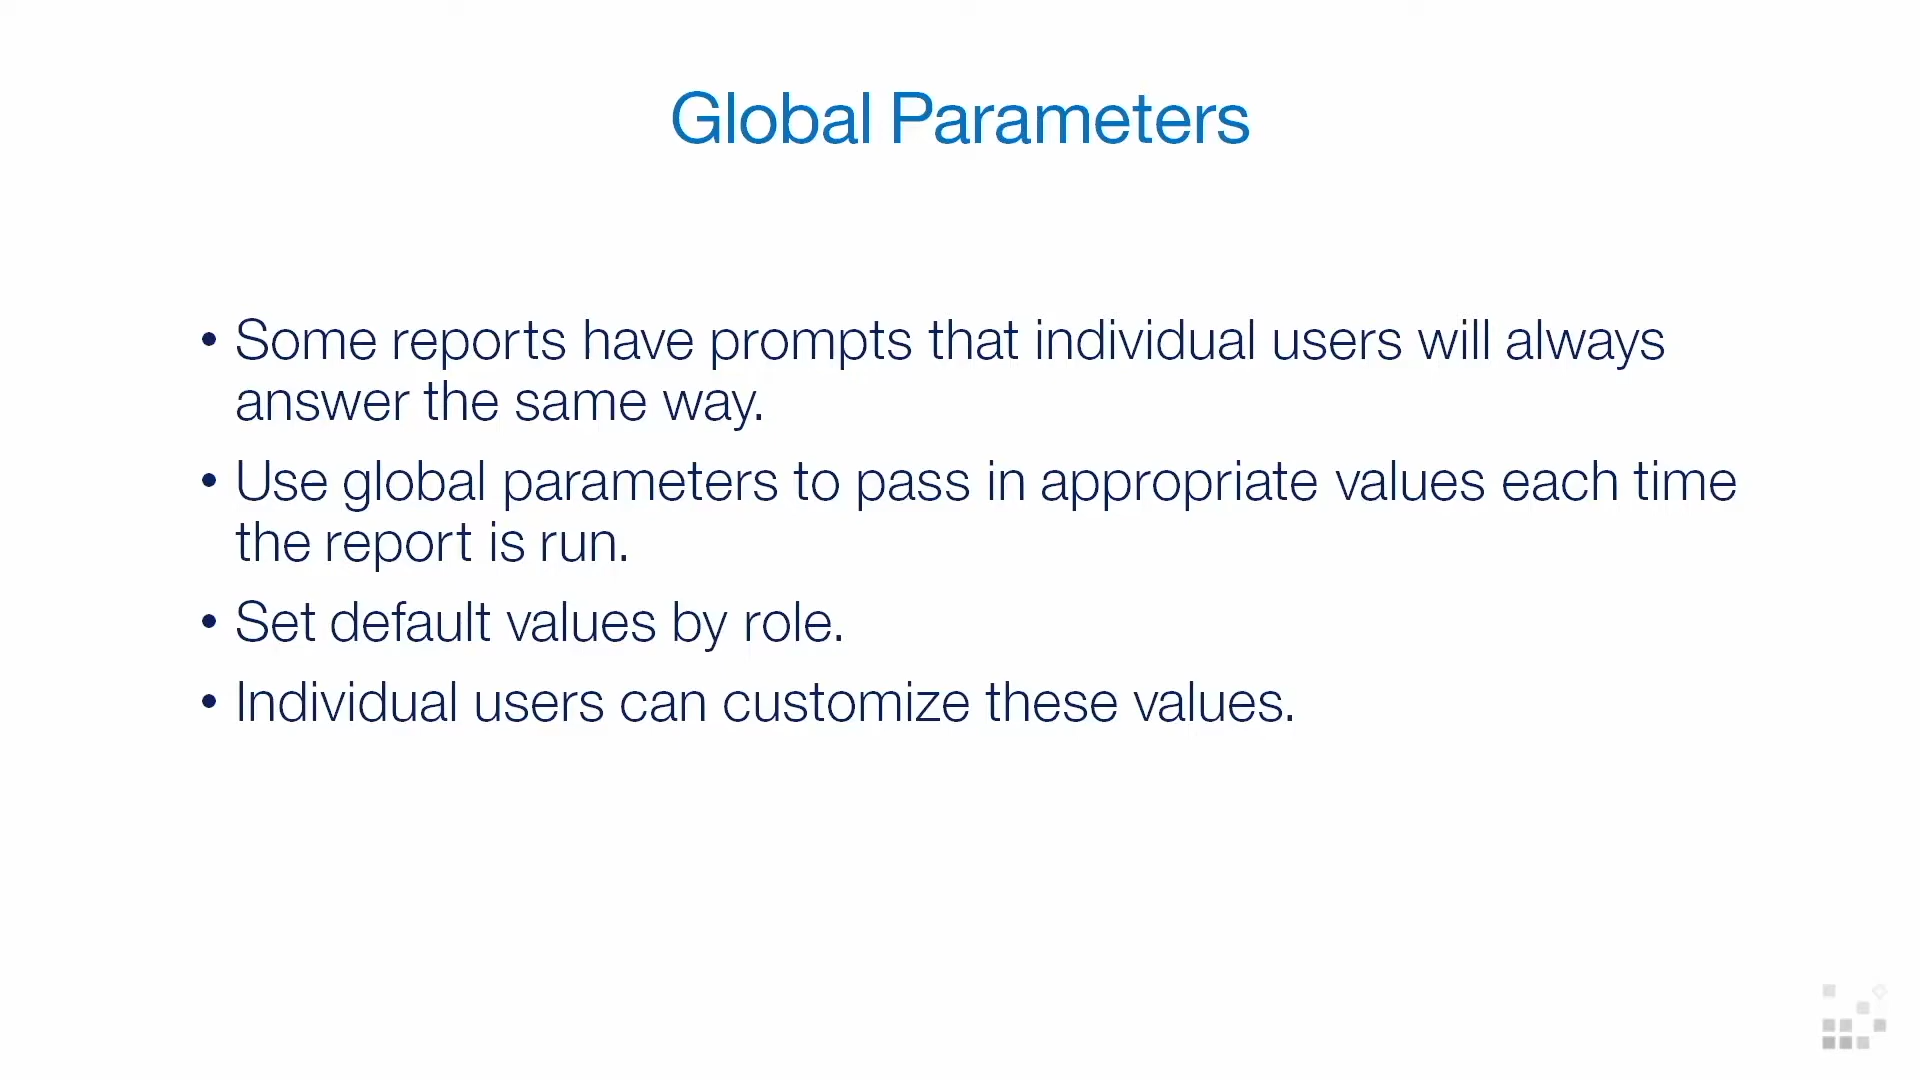 Global Parameters
• Some reports have prompts that individual users will always
answer the same way.
• Use global parameters to pass in appropriate values each time
the report is run.
• Set default values by role.
• Individual users can customize these values.